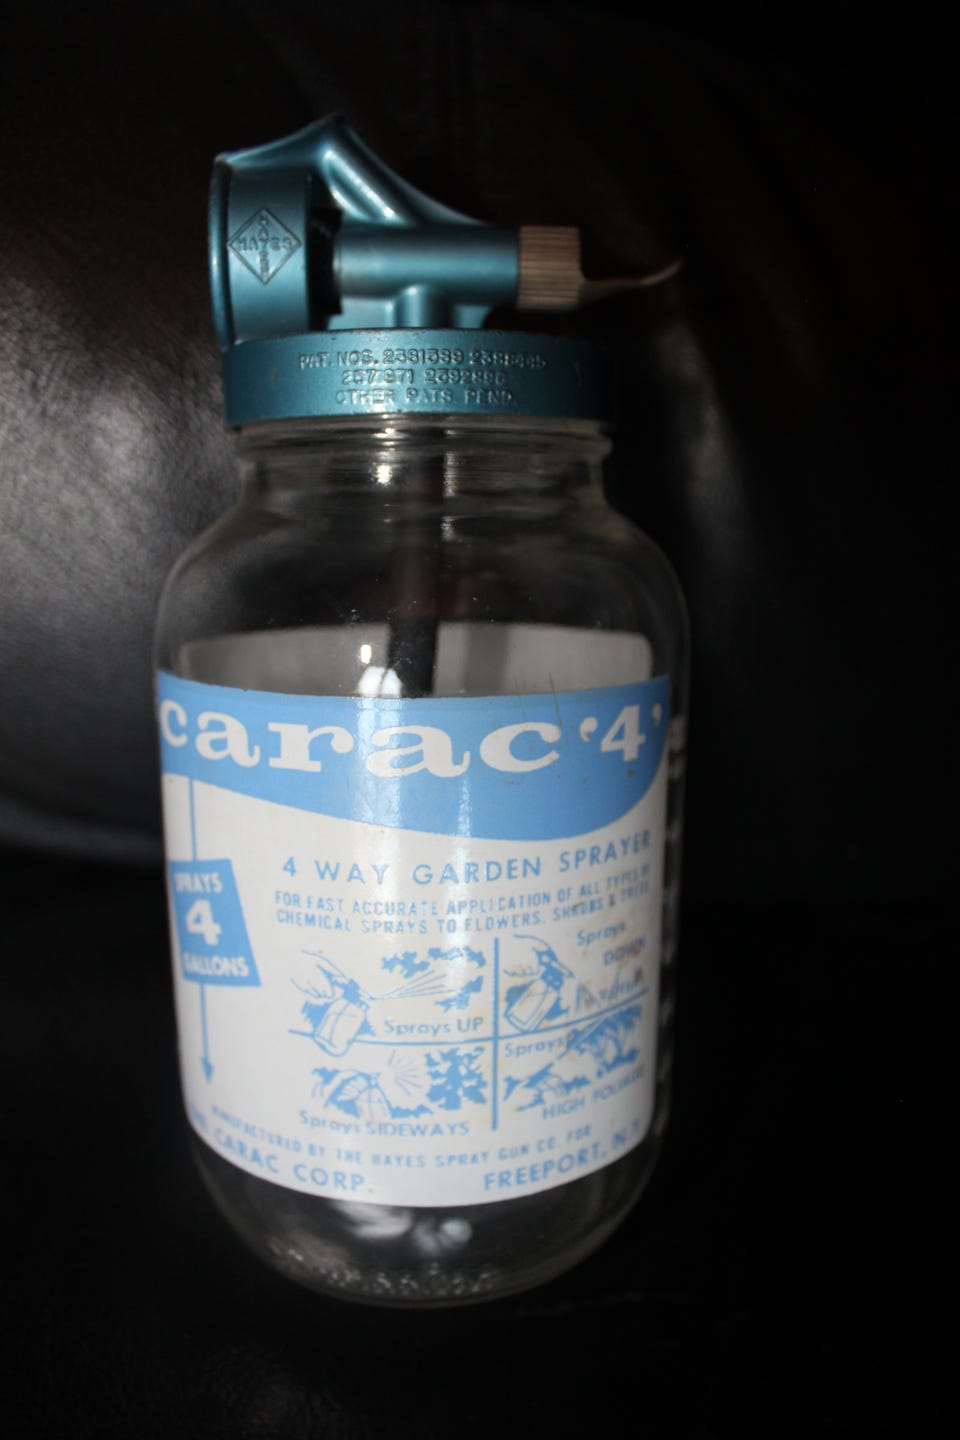 HAYES
PAT. NOS. 2381589
OTHER PATS PEND.
carac '4'
4 WAY GARDEN SPRAYER
FOR FAST ACCURATE APPLICATION OF ALL TYPES OF
CHEMICAL SPRAYS TO FLOWERS, SHRUBS & TREES
SPRAYS
4
GALLONS
Sprays UP
Sprays
DOWN
Sprays SIDEWAYS
Sprays
HIGH FOLIAGE
MANUFACTURED BY THE HAYES SPRAY GUN CO. FOR
THE CARAC CORP. FREEPORT, N.Y.